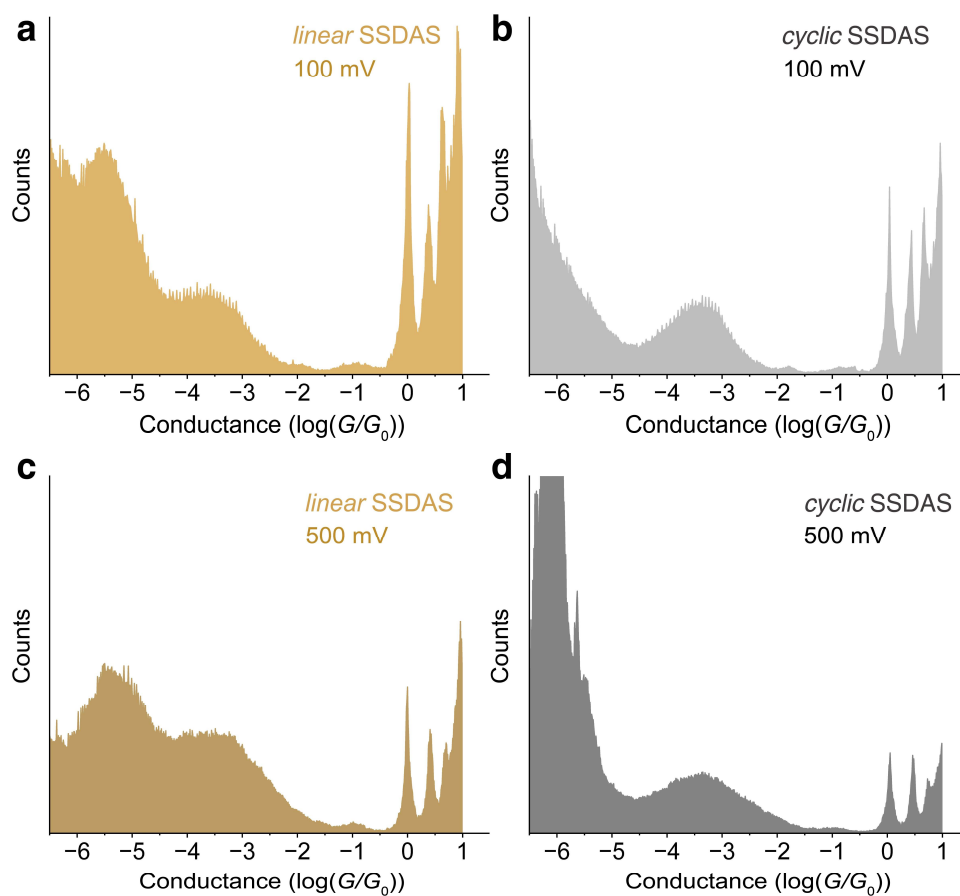 a
linear SSDAS
100 mV
Counts
−6 −5 −4 −3 −2 −1 0 1
Conductance (log(G/G0))
b
cyclic SSDAS
100 mV
Counts
−6 −5 −4 −3 −2 −1 0 1
Conductance (log(G/G0))
c
linear SSDAS
500 mV
Counts
−6 −5 −4 −3 −2 −1 0 1
Conductance (log(G/G0))
d
cyclic SSDAS
500 mV
Counts
−6 −5 −4 −3 −2 −1 0 1
Conductance (log(G/G0))